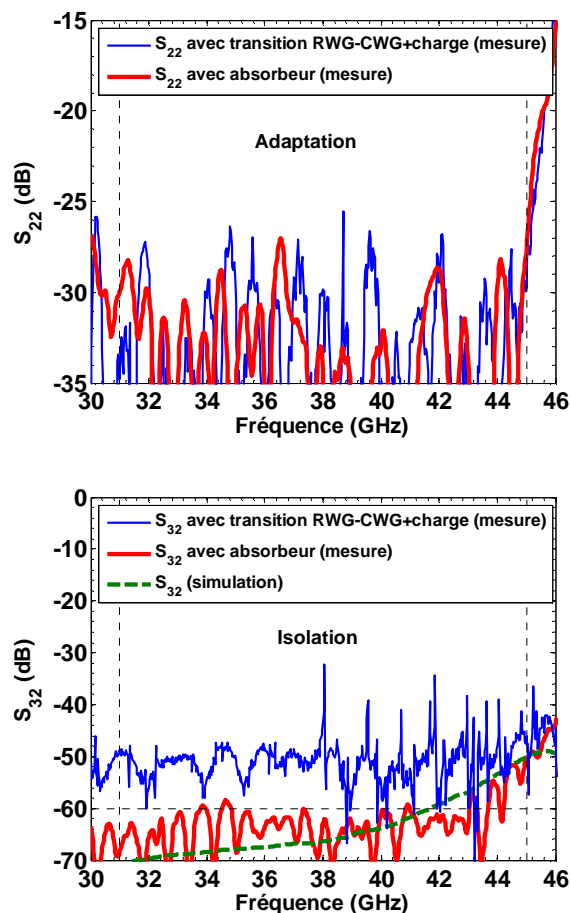 -15
-20
-25
-30
-35
S22 (dB)
S22 avec transition RWG-CWG+charge (mesure)
S22 avec absorbeur (mesure)
Adaptation
30 32 34 36 38 40 42 44 46
Fréquence (GHz)
0
-10
-20
-30
-40
-50
-60
-70
S32 (dB)
S32 avec transition RWG-CWG+charge (mesure)
S32 avec absorbeur (mesure)
S32 (simulation)
Isolation
30 32 34 36 38 40 42 44 46
Fréquence (GHz)